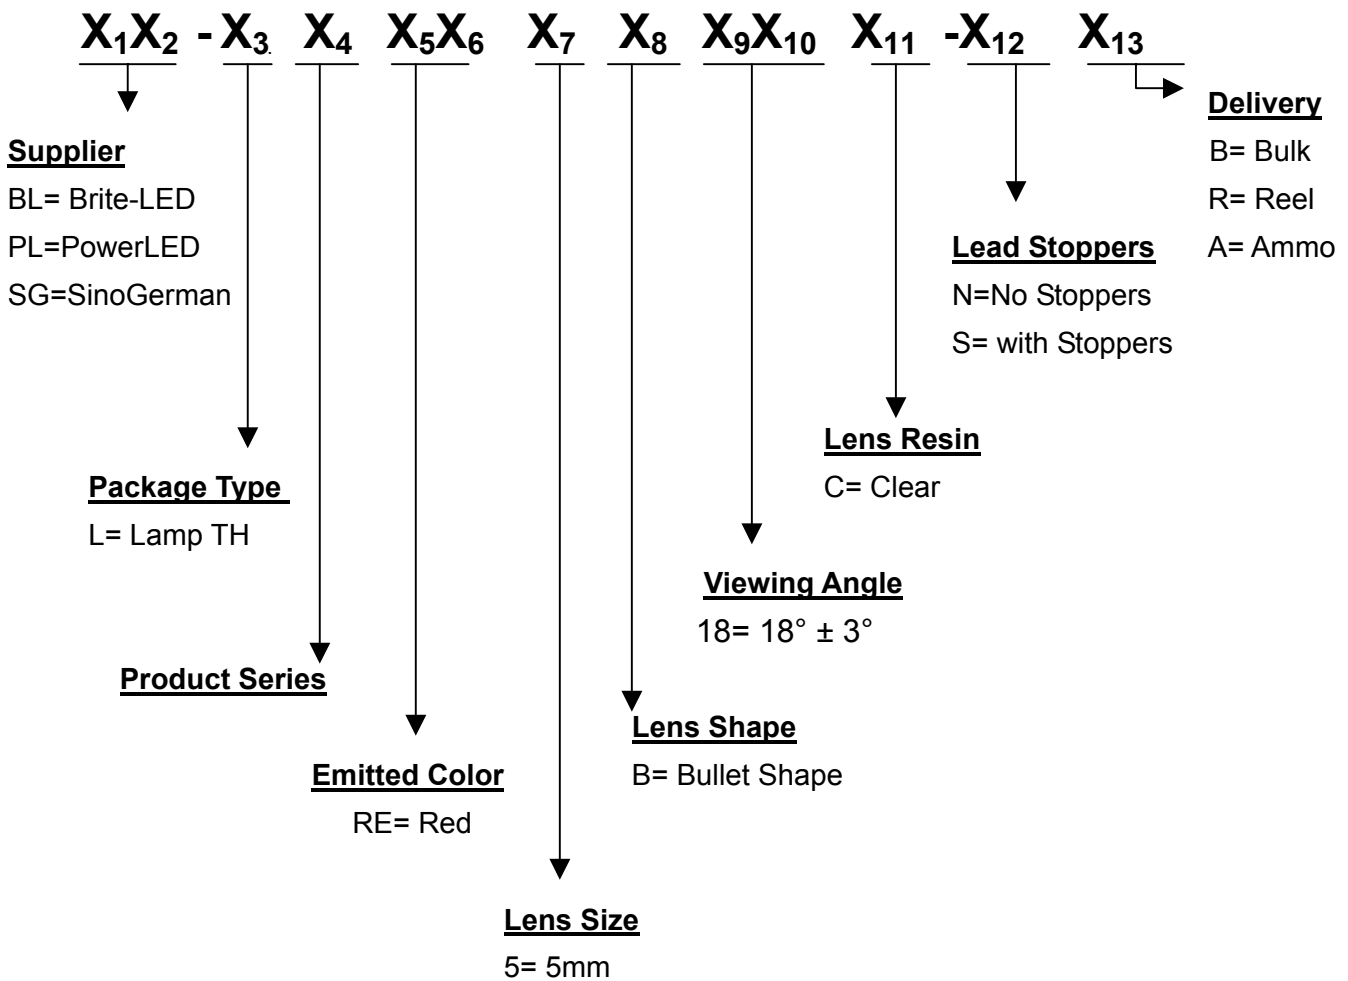 X1X2 - X3 X4 X5X6 X7 X8 X9X10 X11 -X12 X13
Supplier
BL= Brite-LED
PL=PowerLED
SG=SinoGerman
Package Type
L= Lamp TH
Product Series
Emitted Color
RE= Red
Lens Size
5= 5mm
Lens Shape
B= Bullet Shape
Viewing Angle
18= 18° ± 3°
Lens Resin
C= Clear
Lead Stoppers
N=No Stoppers
S= with Stoppers
Delivery
B= Bulk
R= Reel
A= Ammo